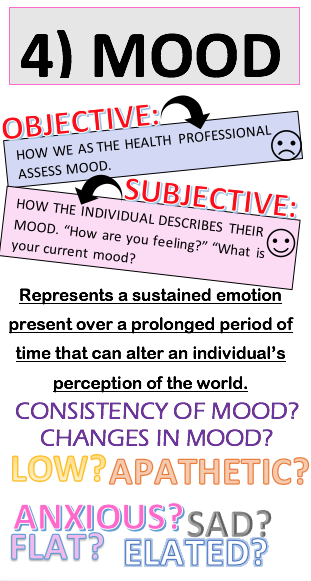 4) MOOD
OBJECTIVE:
HOW WE AS THE HEALTH PROFESSIONAL
ASSESS MOOD.
SUBJECTIVE:
HOW THE INDIVIDUAL DESCRIBES THEIR
MOOD. “How are you feeling?” “What is
your current mood?
Represents a sustained emotion
present over a prolonged period of
time that can alter an individual’s
perception of the world.
CONSISTENCY OF MOOD?
CHANGES IN MOOD?
LOW? APATHETIC?
ANXIOUS? SAD?
FLAT? ELATED?